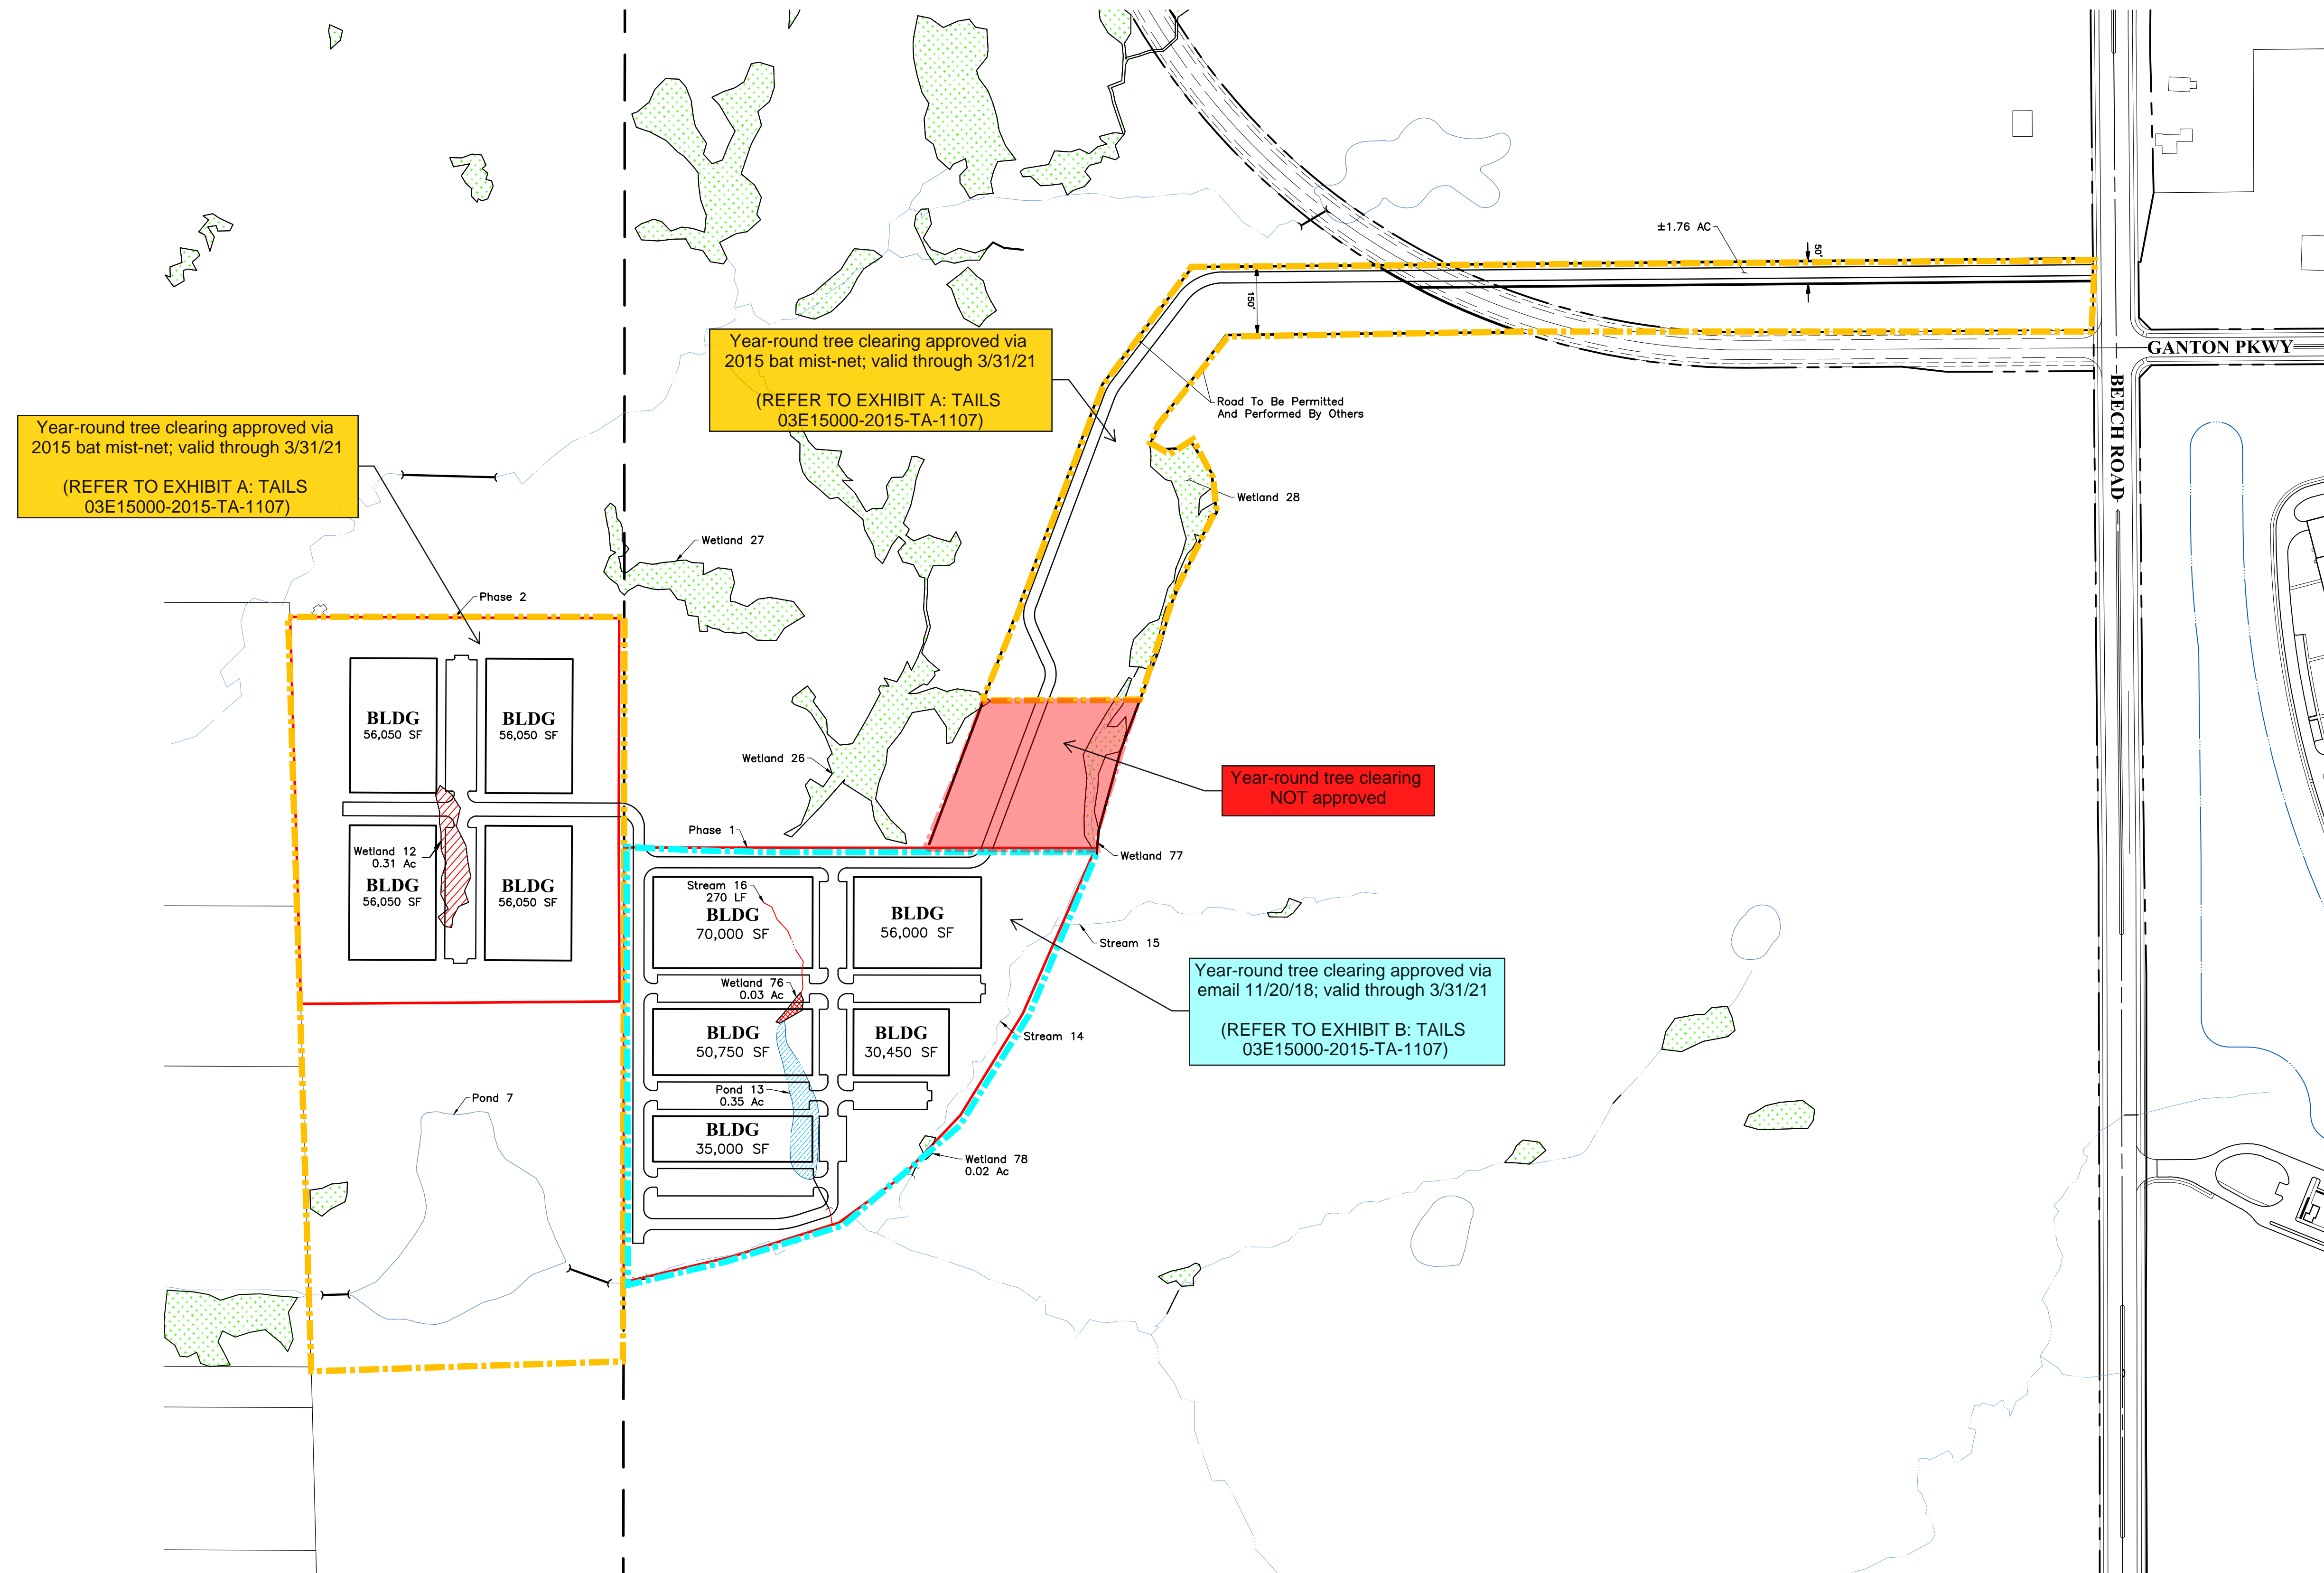 ±1.76 AC
50'
150'
Year-round tree clearing approved via
2015 bat mist-net; valid through 3/31/21
(REFER TO EXHIBIT A: TAILS
03E15000-2015-TA-1107)
GANTON PKWY
BEECH ROAD
Road To Be Permitted
And Performed By Others
Year-round tree clearing approved via
2015 bat mist-net; valid through 3/31/21
(REFER TO EXHIBIT A: TAILS
03E15000-2015-TA-1107)
Wetland 28
Wetland 27
Phase 2
BLDG
56,050 SF
BLDG
56,050 SF
Wetland 26
Year-round tree clearing
NOT approved
Phase 1
Wetland 12
0.31 Ac
BLDG
56,050 SF
BLDG
56,050 SF
Wetland 77
Stream 16
270 LF
BLDG
70,000 SF
BLDG
56,000 SF
Stream 15
Year-round tree clearing approved via
email 11/20/18; valid through 3/31/21
(REFER TO EXHIBIT B: TAILS
03E15000-2015-TA-1107)
Wetland 76
0.03 Ac
BLDG
50,750 SF
BLDG
30,450 SF
Stream 14
Pond 13
0.35 Ac
Pond 7
BLDG
35,000 SF
Wetland 78
0.02 Ac